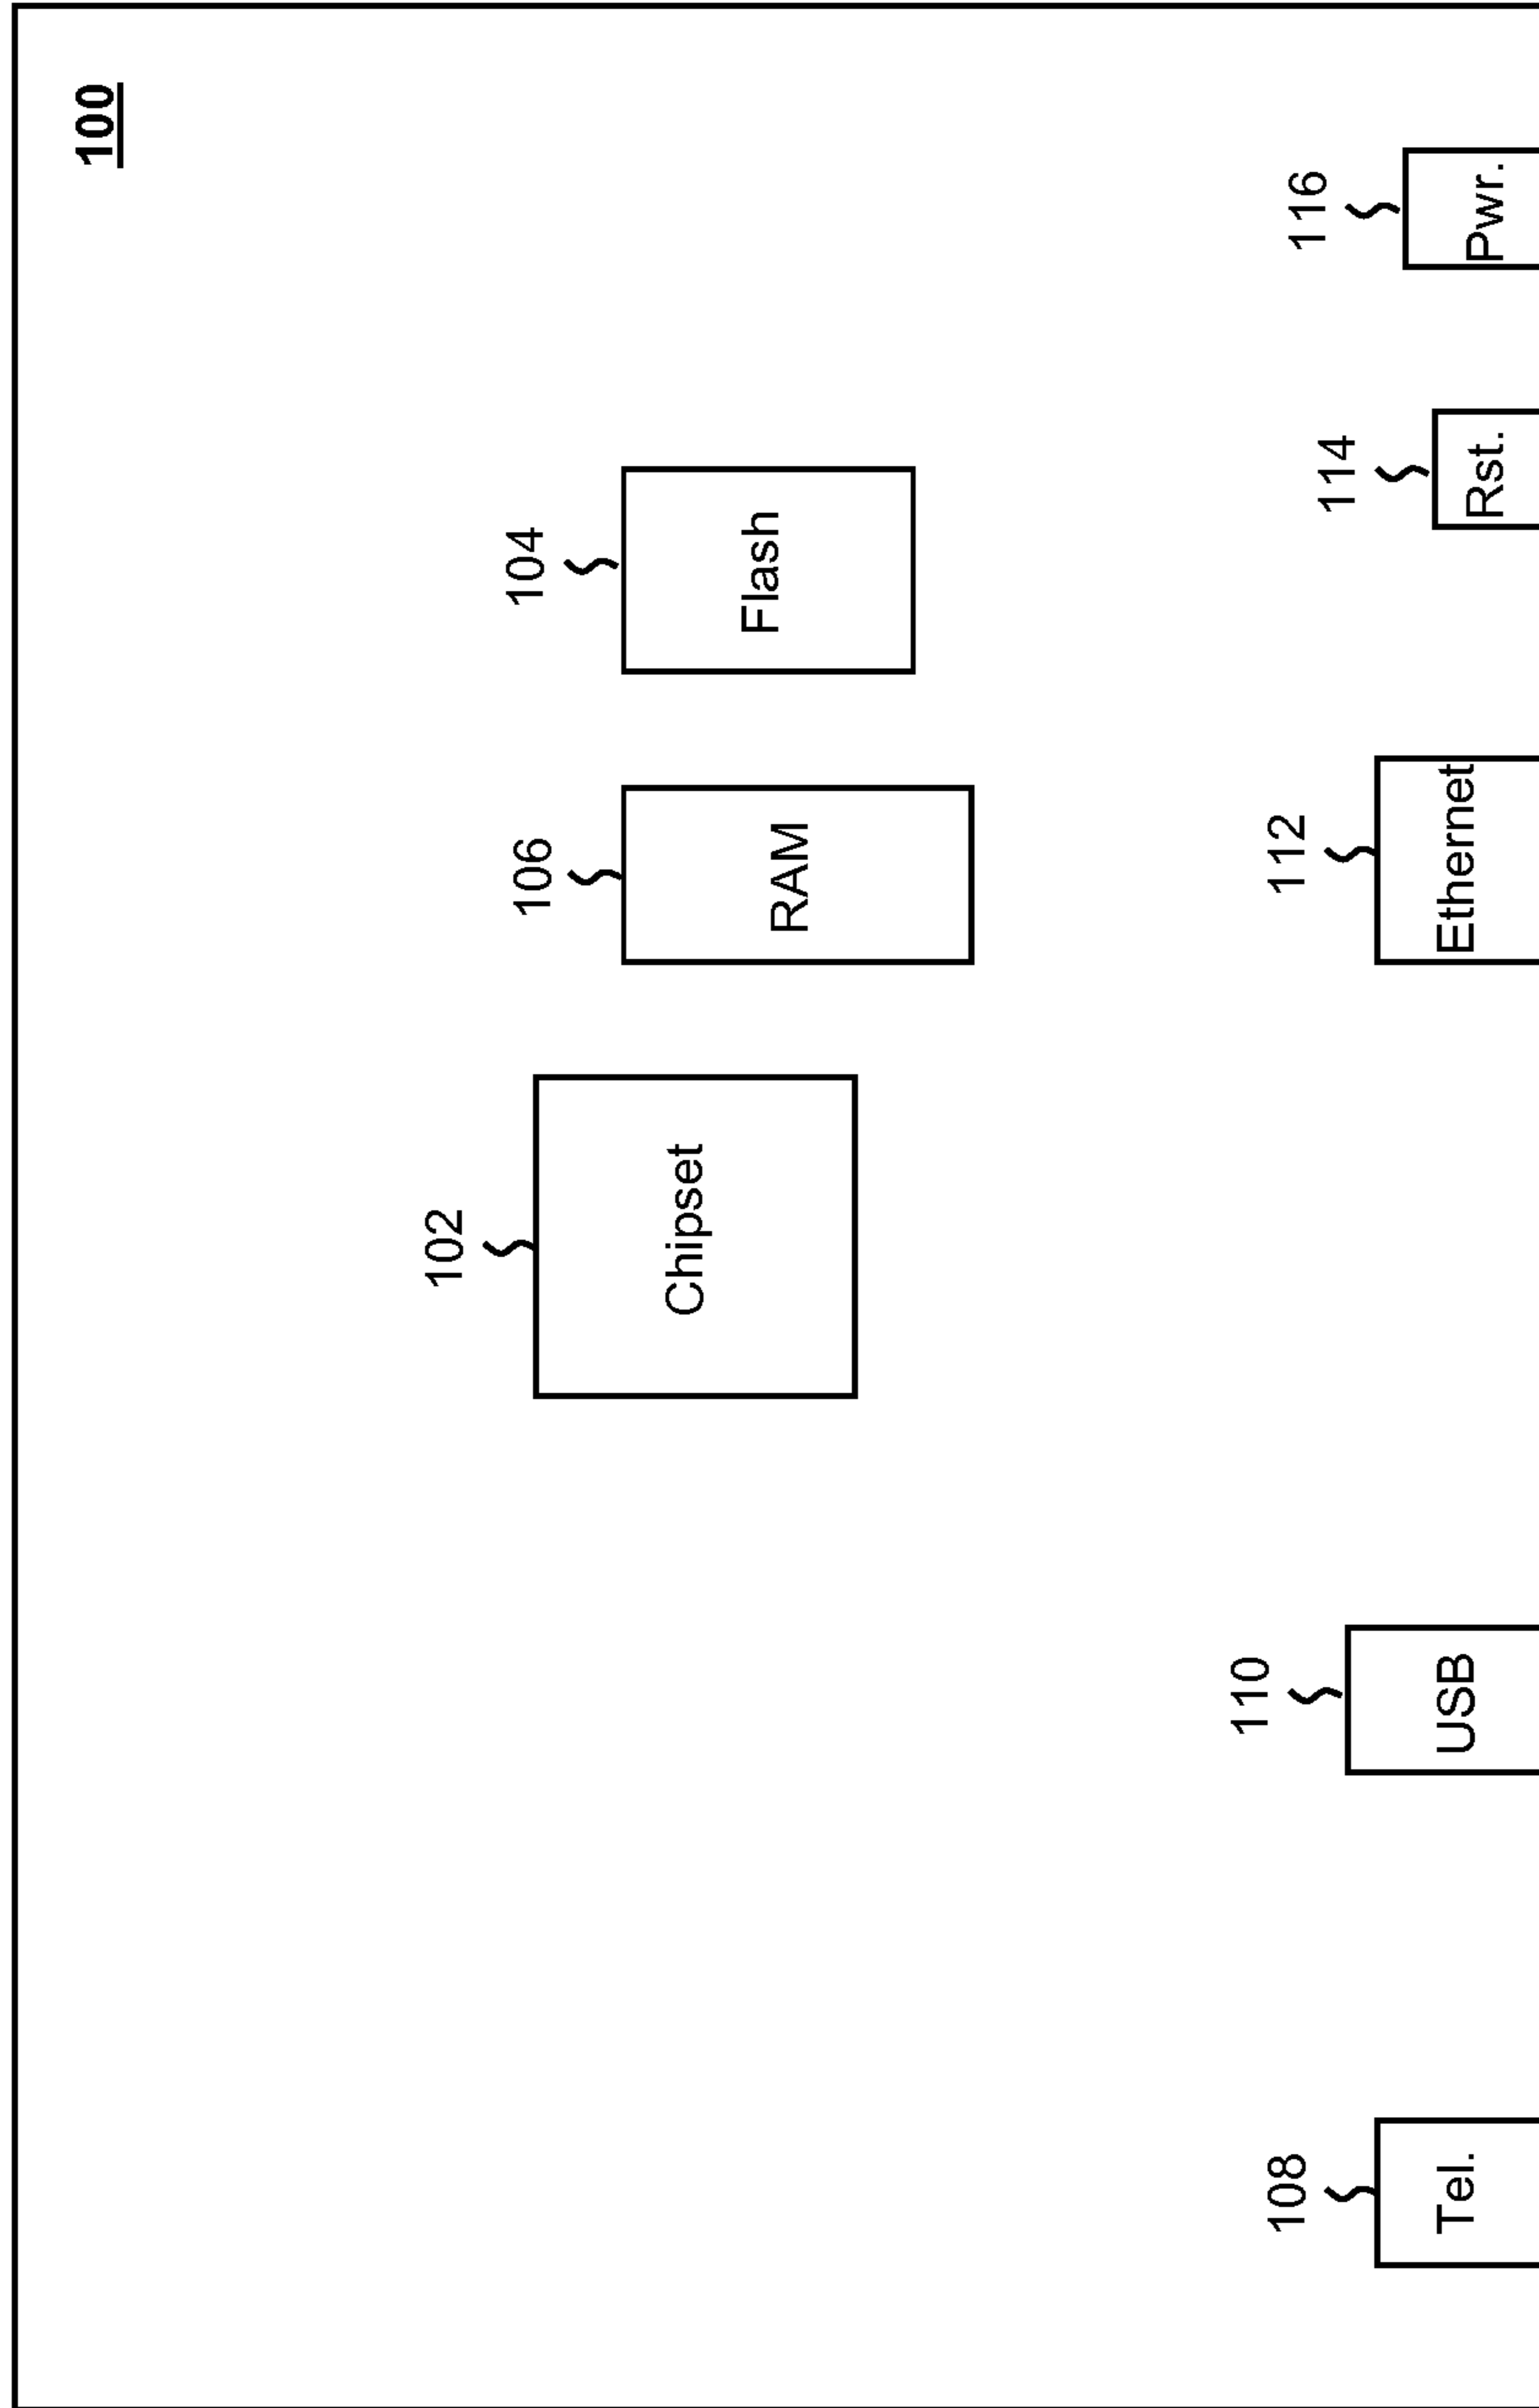 100
102
Chipset
106
RAM
104
Flash
108
Tel.
110
USB
112
Ethernet
114
Rst.
116
Pwr.